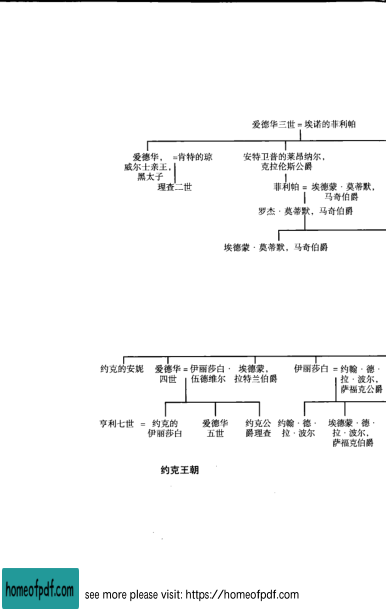 爱德华三世 = 埃诺的菲利帕
爱德华, =肯特的琼
威尔士亲王,
黑太子
理查二世
安特卫普的莱昂纳尔,
克拉伦斯公爵
菲利帕 = 埃德蒙·莫蒂默,
马奇伯爵
罗杰·莫蒂默, 马奇伯爵
埃德蒙·莫蒂默, 马奇伯爵
约克的安妮
爱德华 = 伊丽莎白·
四世 伍德维尔
埃德蒙,
拉特兰伯爵
伊丽莎白 = 约翰·德·
拉·波尔,
萨福克公爵
亨利七世 = 约克的
伊丽莎白
爱德华
五世
约克公
爵理查
约翰·德·
拉·波尔
埃德蒙·德·
拉·波尔,
萨福克伯爵
约克王朝
homeofpdf.com
see more please visit: https://homeofpdf.com